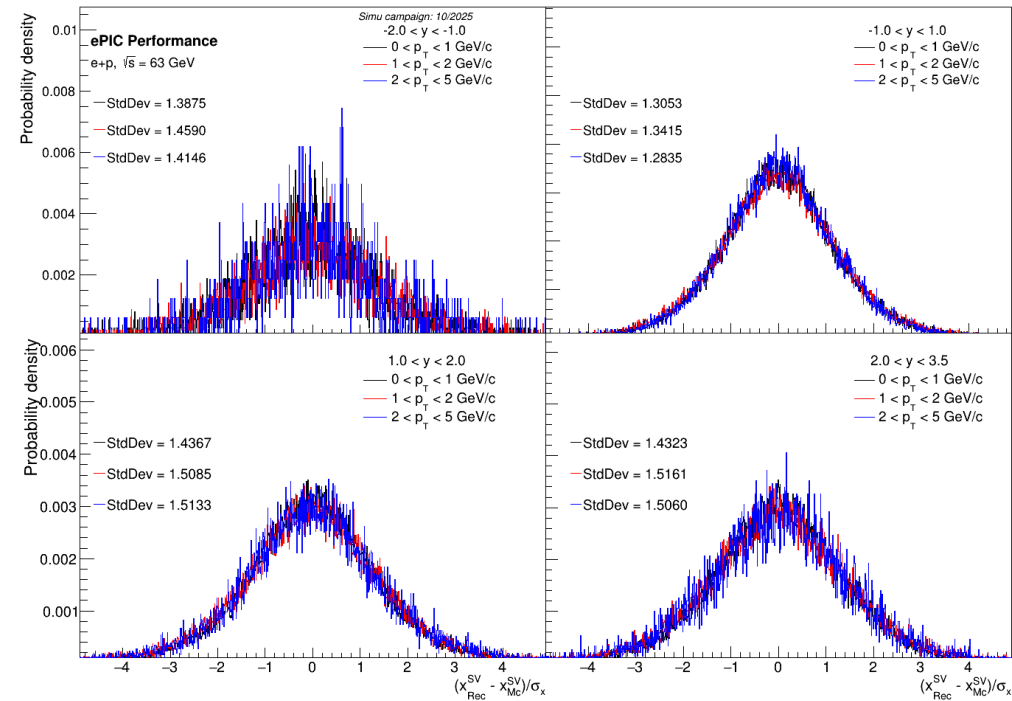 Simu campaign: 10/2025
ePIC Performance
e+p, √s = 63 GeV
-2.0 < y < -1.0
0 < p_T < 1 GeV/c
1 < p_T < 2 GeV/c
2 < p_T < 5 GeV/c
StdDev = 1.3875
StdDev = 1.4590
StdDev = 1.4146
Probability density
0.01
0.008
0.006
0.004
0.002
-1.0 < y < 1.0
0 < p_T < 1 GeV/c
1 < p_T < 2 GeV/c
2 < p_T < 5 GeV/c
StdDev = 1.3053
StdDev = 1.3415
StdDev = 1.2835
1.0 < y < 2.0
0 < p_T < 1 GeV/c
1 < p_T < 2 GeV/c
2 < p_T < 5 GeV/c
StdDev = 1.4367
StdDev = 1.5085
StdDev = 1.5133
Probability density
0.006
0.005
0.004
0.003
0.002
0.001
−4 −3 −2 −1 0 1 2 3 4
(x^SV_Rec - x^SV_Mc)/σ_x
2.0 < y < 3.5
0 < p_T < 1 GeV/c
1 < p_T < 2 GeV/c
2 < p_T < 5 GeV/c
StdDev = 1.4323
StdDev = 1.5161
StdDev = 1.5060
−4 −3 −2 −1 0 1 2 3 4
(x^SV_Rec - x^SV_Mc)/σ_x